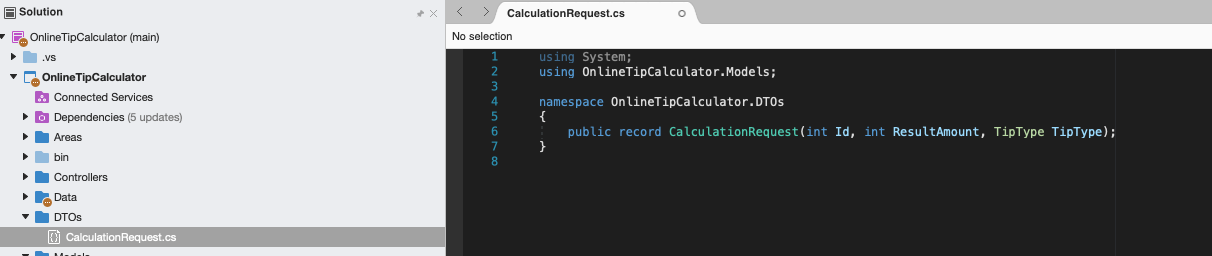 Solution
OnlineTipCalculator (main)
.vs
OnlineTipCalculator
Connected Services
Dependencies (5 updates)
Areas
bin
Controllers
Data
DTOs
CalculationRequest.cs
Models
CalculationRequest.cs
No selection
1 using System;
2 using OnlineTipCalculator.Models;
3
4 namespace OnlineTipCalculator.DTOs
5 {
6 public record CalculationRequest(int Id, int ResultAmount, TipType TipType);
7 }
8